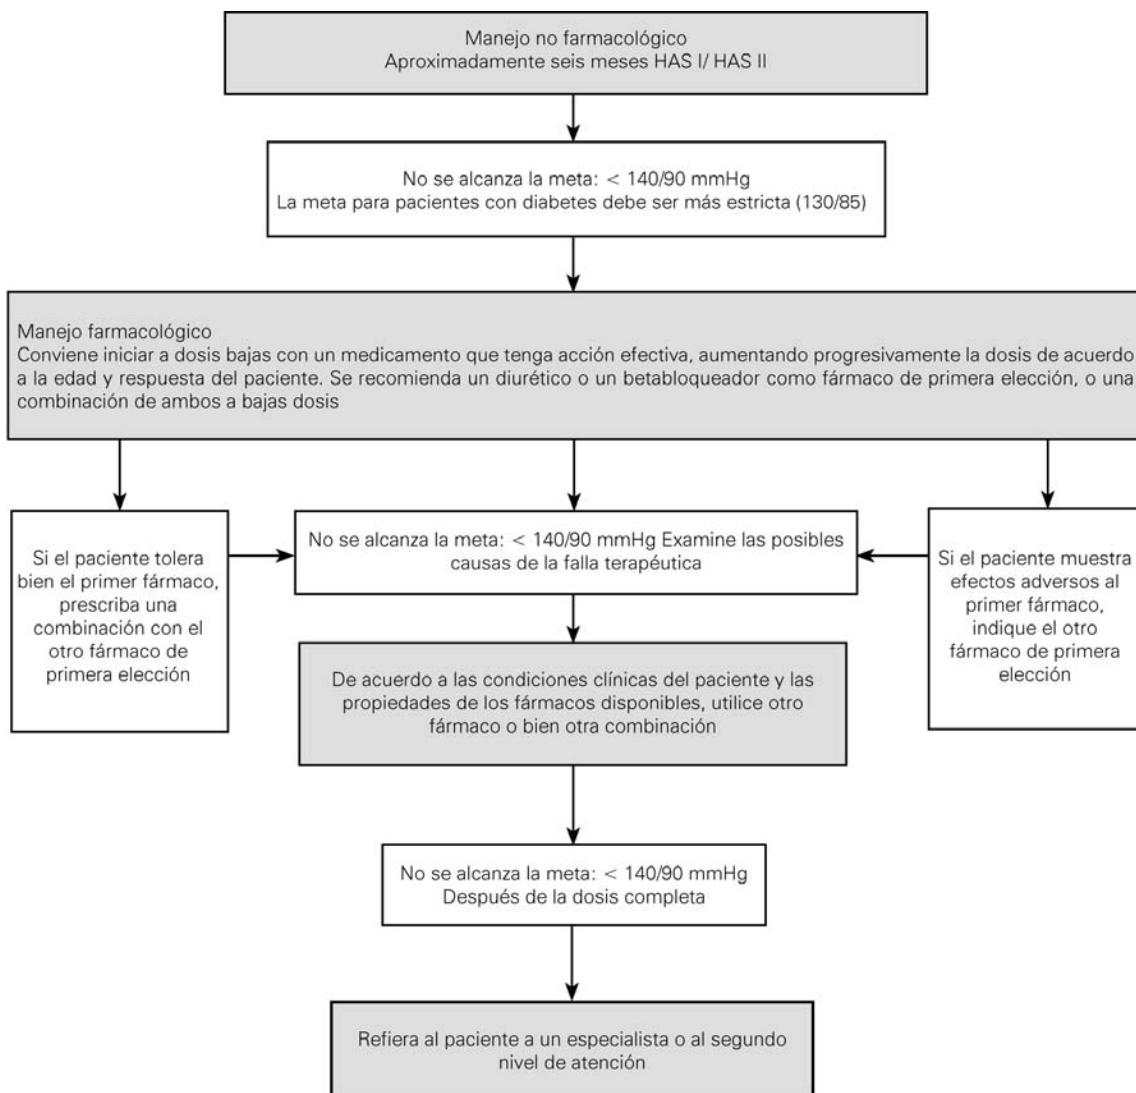 Manejo no farmacológico
Aproximadamente seis meses HAS I/ HAS II
No se alcanza la meta: < 140/90 mmHg
La meta para pacientes con diabetes debe ser más estricta (130/85)
Manejo farmacológico
Conviene iniciar a dosis bajas con un medicamento que tenga acción efectiva, aumentando progresivamente la dosis de acuerdo
a la edad y respuesta del paciente. Se recomienda un diurético o un betabloqueador como fármaco de primera elección, o una
combinación de ambos a bajas dosis
Si el paciente tolera
bien el primer fármaco,
prescriba una
combinación con el
otro fármaco de
primera elección
No se alcanza la meta: < 140/90 mmHg Examine las posibles
causas de la falla terapéutica
Si el paciente muestra
efectos adversos al
primer fármaco,
indique el otro
fármaco de primera
elección
De acuerdo a las condiciones clínicas del paciente y las
propiedades de los fármacos disponibles, utilice otro
fármaco o bien otra combinación
No se alcanza la meta: < 140/90 mmHg
Después de la dosis completa
Refiera al paciente a un especialista o al segundo
nivel de atención